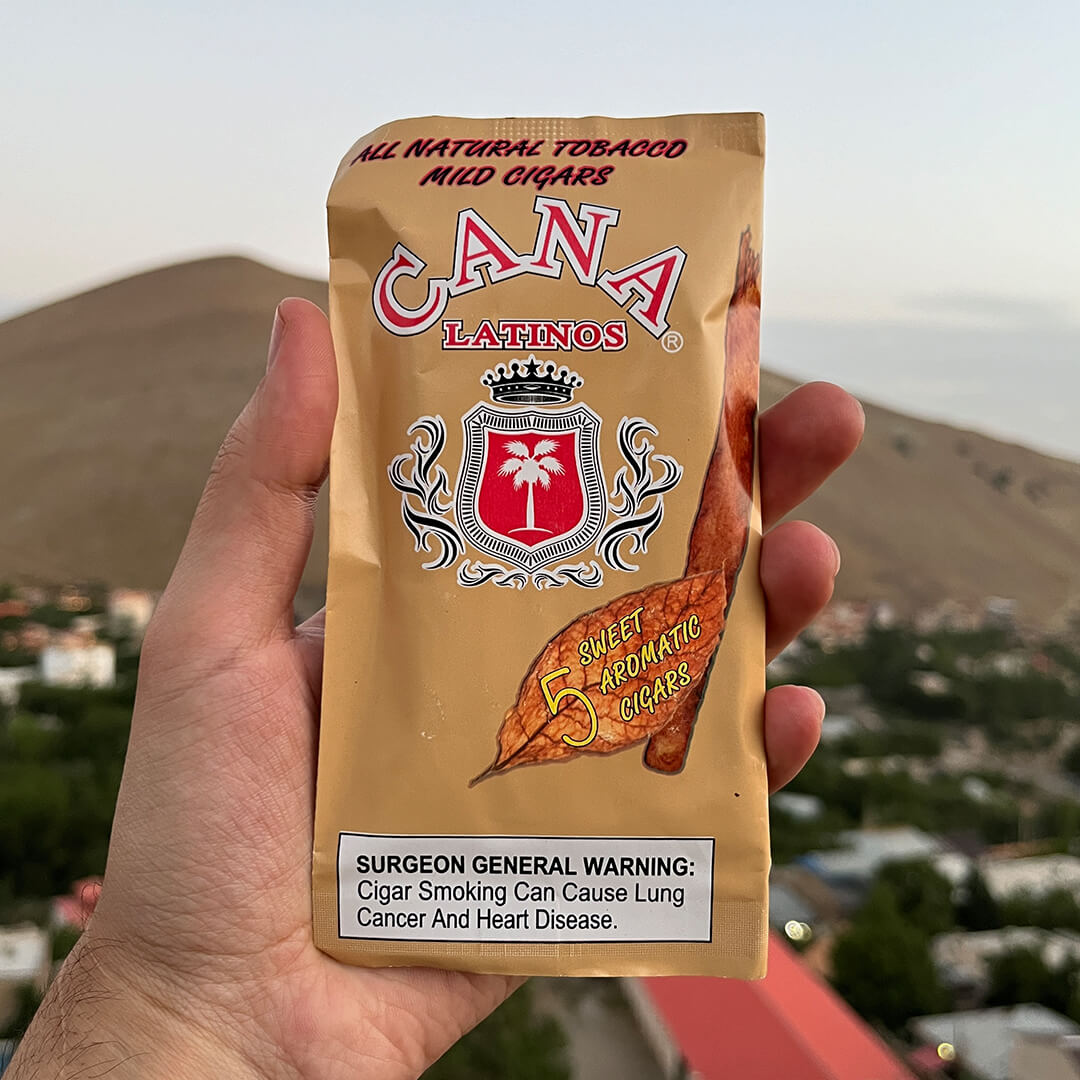 ALL NATURAL TOBACCO
MILD CIGARS
CANA
LATINOS ®
5 SWEET
AROMATIC
CIGARS
SURGEON GENERAL WARNING:
Cigar Smoking Can Cause Lung
Cancer And Heart Disease.